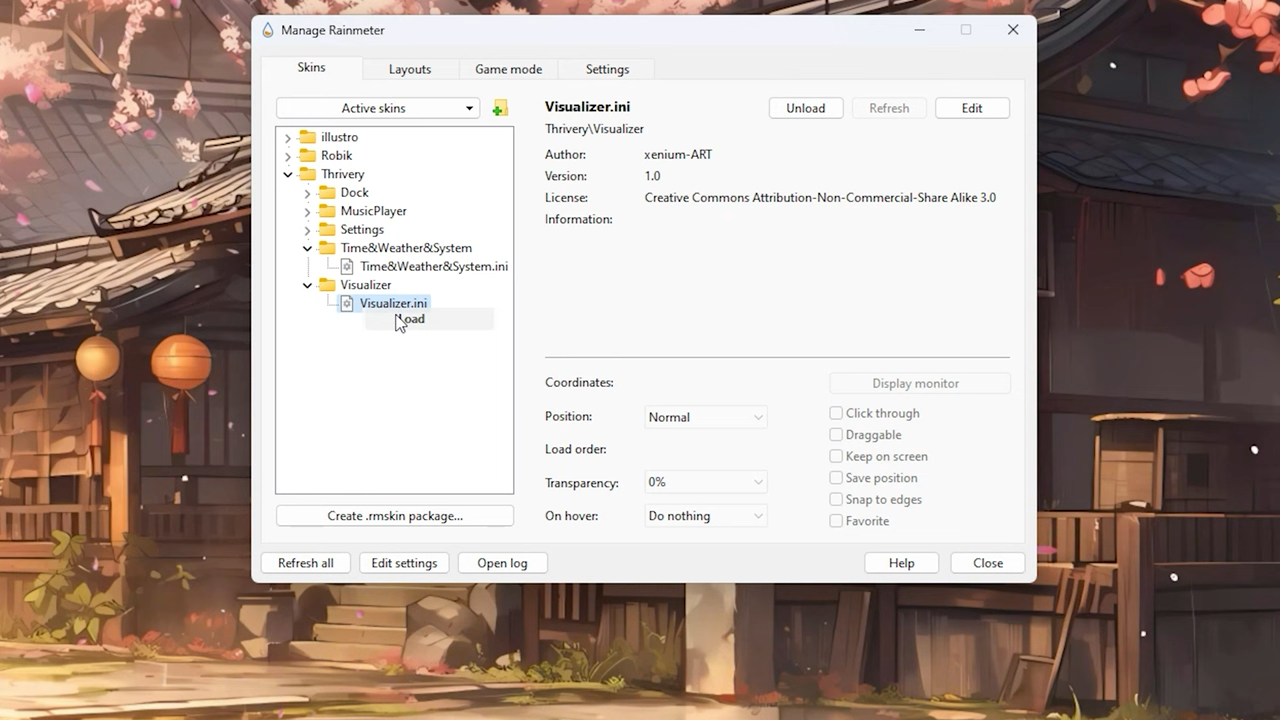 Manage Rainmeter
Skins
Layouts
Game mode
Settings
Active skins
illustro
Robik
Thrivery
Dock
MusicPlayer
Settings
Time&Weather&System
Time&Weather&System.ini
Visualizer
Visualizer.ini
Load
Create .rmskin package...
Visualizer.ini
Unload
Refresh
Edit
Thrivery\Visualizer
Author: xenium-ART
Version: 1.0
License: Creative Commons Attribution-Non-Commercial-Share Alike 3.0
Information:
Coordinates:
Display monitor
Position: Normal
Click through
Draggable
Load order:
Keep on screen
Transparency: 0%
Save position
Snap to edges
On hover: Do nothing
Favorite
Refresh all
Edit settings
Open log
Help
Close